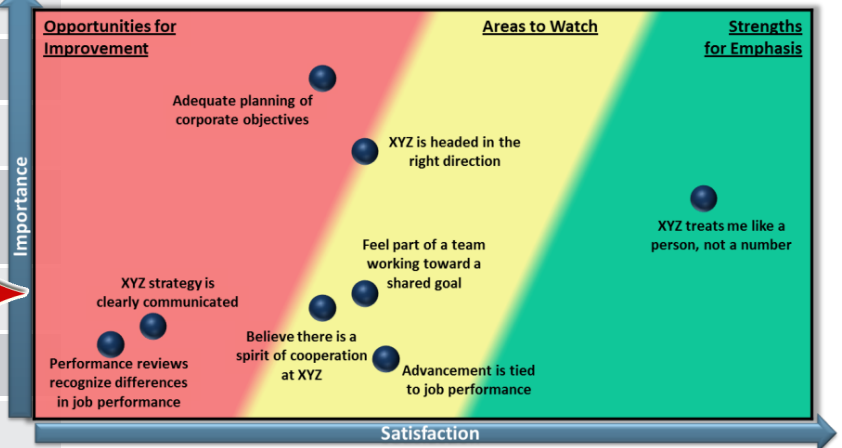 Opportunities for
Improvement
Areas to Watch
Strengths
for Emphasis
Adequate planning of
corporate objectives
XYZ is headed in the
right direction
XYZ treats me like a
person, not a number
Feel part of a team
working toward a
shared goal
XYZ strategy is
clearly communicated
Believe there is a
spirit of cooperation
at XYZ
Performance reviews
recognize differences
in job performance
Advancement is tied
to job performance
Importance
Satisfaction